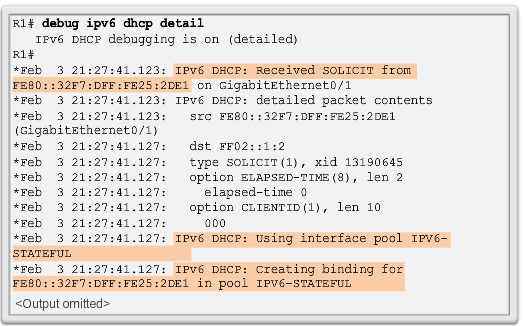 R1# debug ipv6 dhcp detail
IPv6 DHCP debugging is on (detailed)
R1#
*Feb  3 21:27:41.123: IPv6 DHCP: Received SOLICIT from
FE80::32F7:DFF:FE25:2DE1 on GigabitEthernet0/1
*Feb  3 21:27:41.123: IPv6 DHCP: detailed packet contents
*Feb  3 21:27:41.123:   src FE80::32F7:DFF:FE25:2DE1
(GigabitEthernet0/1)
*Feb  3 21:27:41.127:   dst FF02::1:2
*Feb  3 21:27:41.127:   type SOLICIT(1), xid 13190645
*Feb  3 21:27:41.127:   option ELAPSED-TIME(8), len 2
*Feb  3 21:27:41.127:     elapsed-time 0
*Feb  3 21:27:41.127:   option CLIENTID(1), len 10
*Feb  3 21:27:41.127:     000
*Feb  3 21:27:41.127: IPv6 DHCP: Using interface pool IPV6-
STATEFUL
*Feb  3 21:27:41.127: IPv6 DHCP: Creating binding for
FE80::32F7:DFF:FE25:2DE1 in pool IPV6-STATEFUL
<Output omitted>